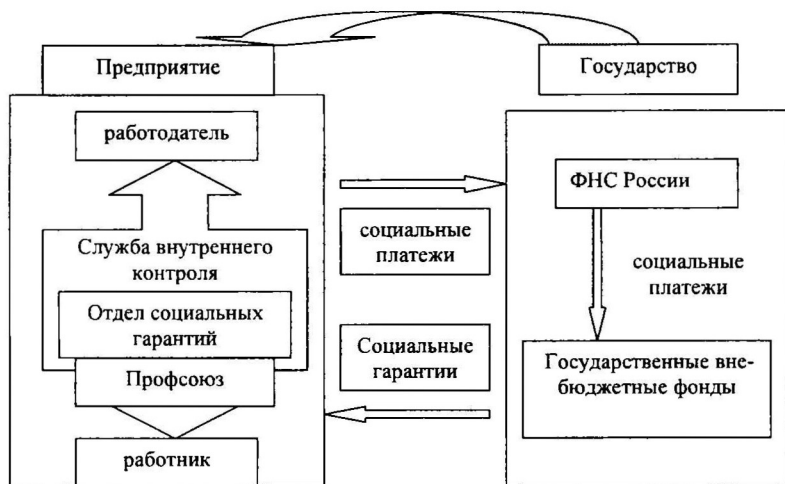 Предприятие
Государство
работодатель
Служба внутреннего
контроля
Отдел социальных
гарантий
Профсоюз
работник
социальные
платежи
Социальные
гарантии
ФНС России
социальные
платежи
Государственные вне-
бюджетные фонды